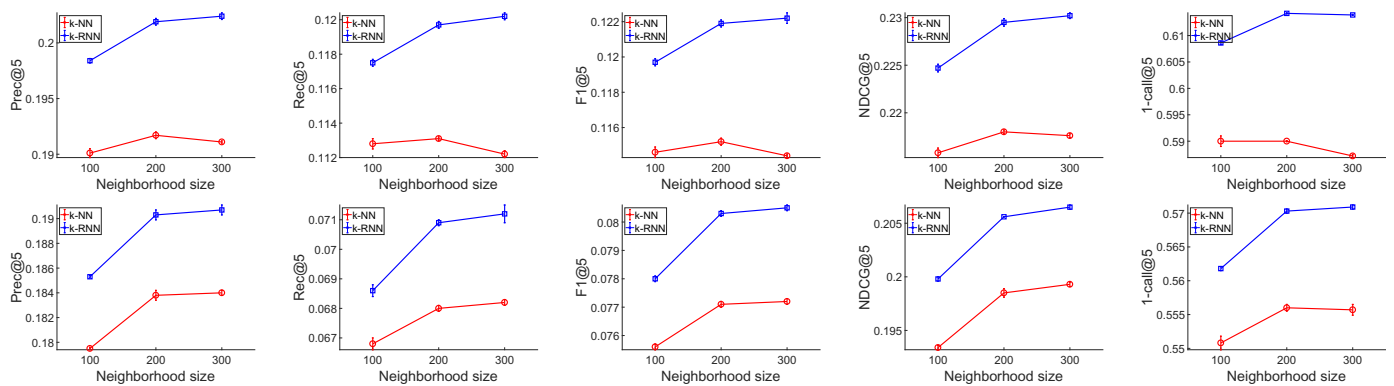 k-NN
k-RNN
0.2
0.195
0.19
Prec@5
100 200 300
Neighborhood size
k-NN
k-RNN
0.12
0.118
0.116
0.114
0.112
Rec@5
100 200 300
Neighborhood size
k-NN
k-RNN
0.122
0.12
0.118
0.116
F1@5
100 200 300
Neighborhood size
k-NN
k-RNN
0.23
0.225
0.22
NDCG@5
100 200 300
Neighborhood size
k-NN
k-RNN
0.61
0.605
0.6
0.595
0.59
1-call@5
100 200 300
Neighborhood size
k-NN
k-RNN
0.19
0.188
0.186
0.184
0.182
0.18
Prec@5
100 200 300
Neighborhood size
k-NN
k-RNN
0.071
0.07
0.069
0.068
0.067
Rec@5
100 200 300
Neighborhood size
k-NN
k-RNN
0.08
0.079
0.078
0.077
0.076
F1@5
100 200 300
Neighborhood size
k-NN
k-RNN
0.205
0.2
0.195
NDCG@5
100 200 300
Neighborhood size
k-NN
k-RNN
0.57
0.565
0.56
0.555
0.55
1-call@5
100 200 300
Neighborhood size